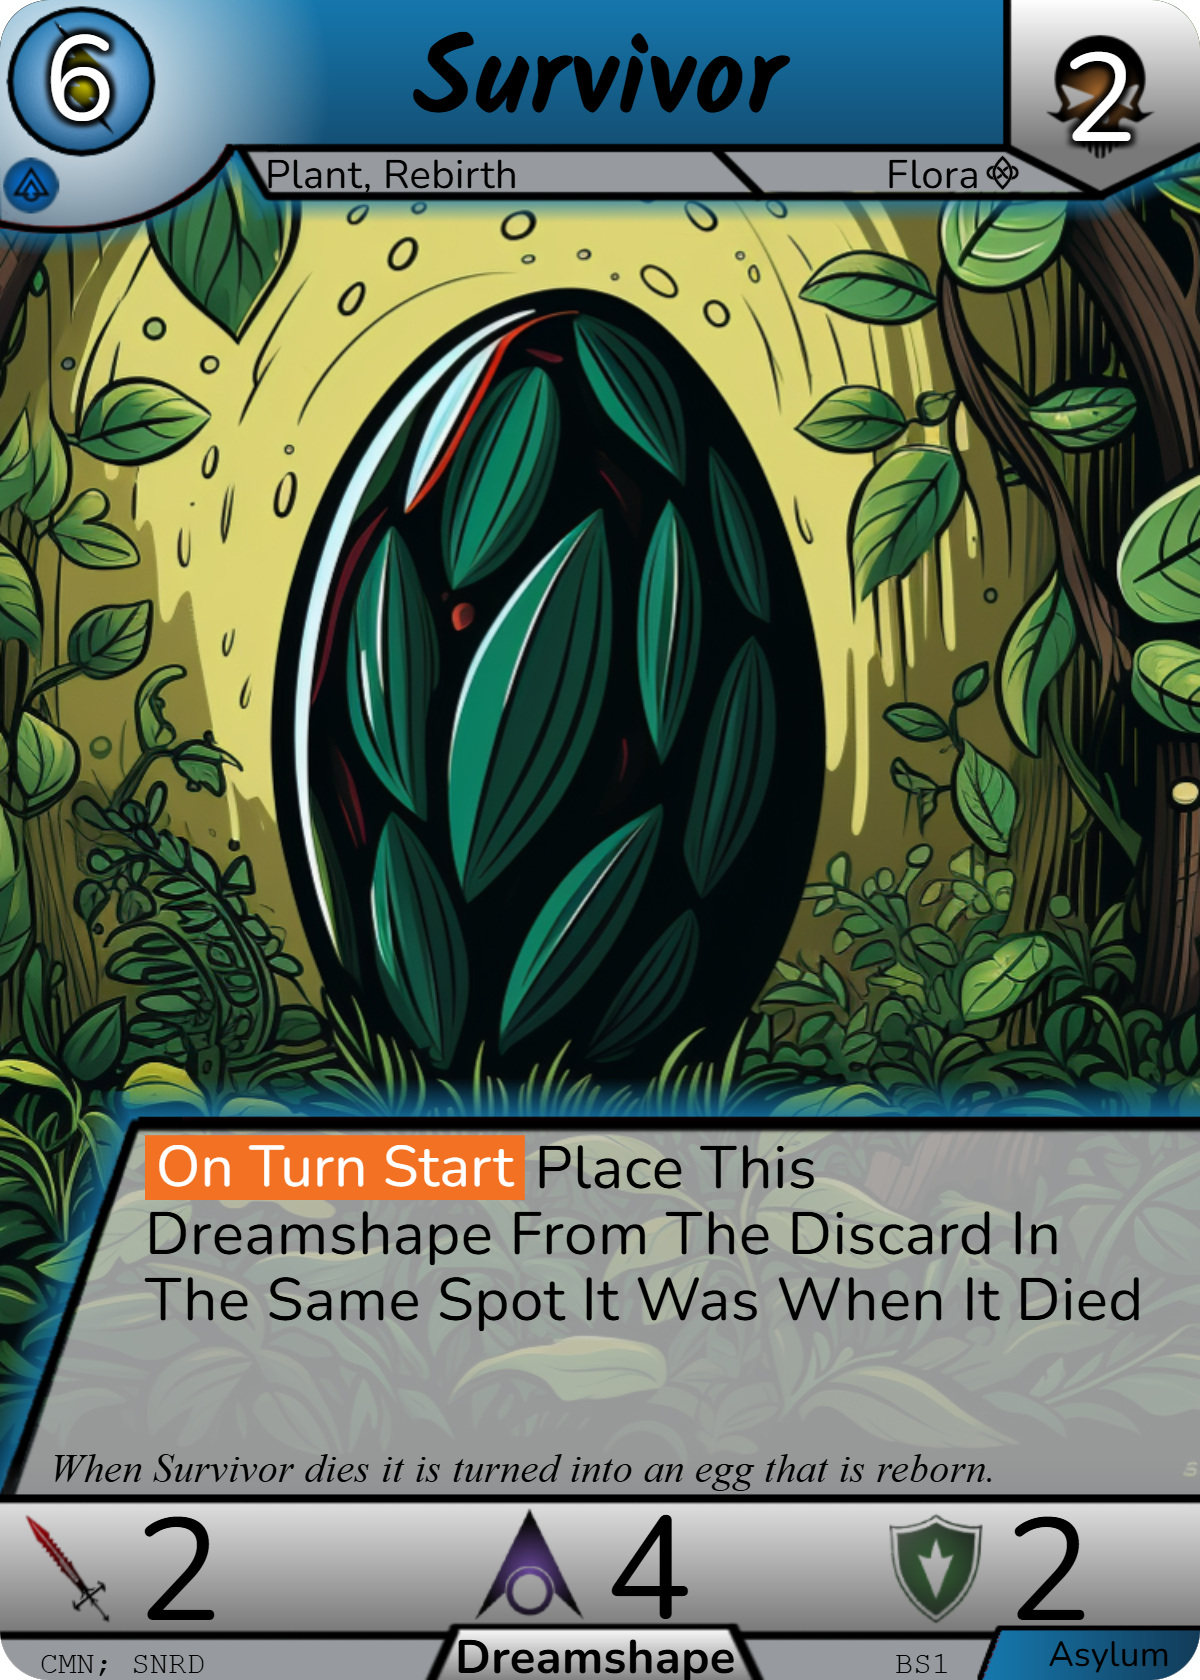 6
Survivor
2
Plant, Rebirth
Flora
On Turn Start Place This
Dreamshape From The Discard In
The Same Spot It Was When It Died
When Survivor dies it is turned into an egg that is reborn.
2
4
2
CMN; SNRD
Dreamshape
BS1
Asylum